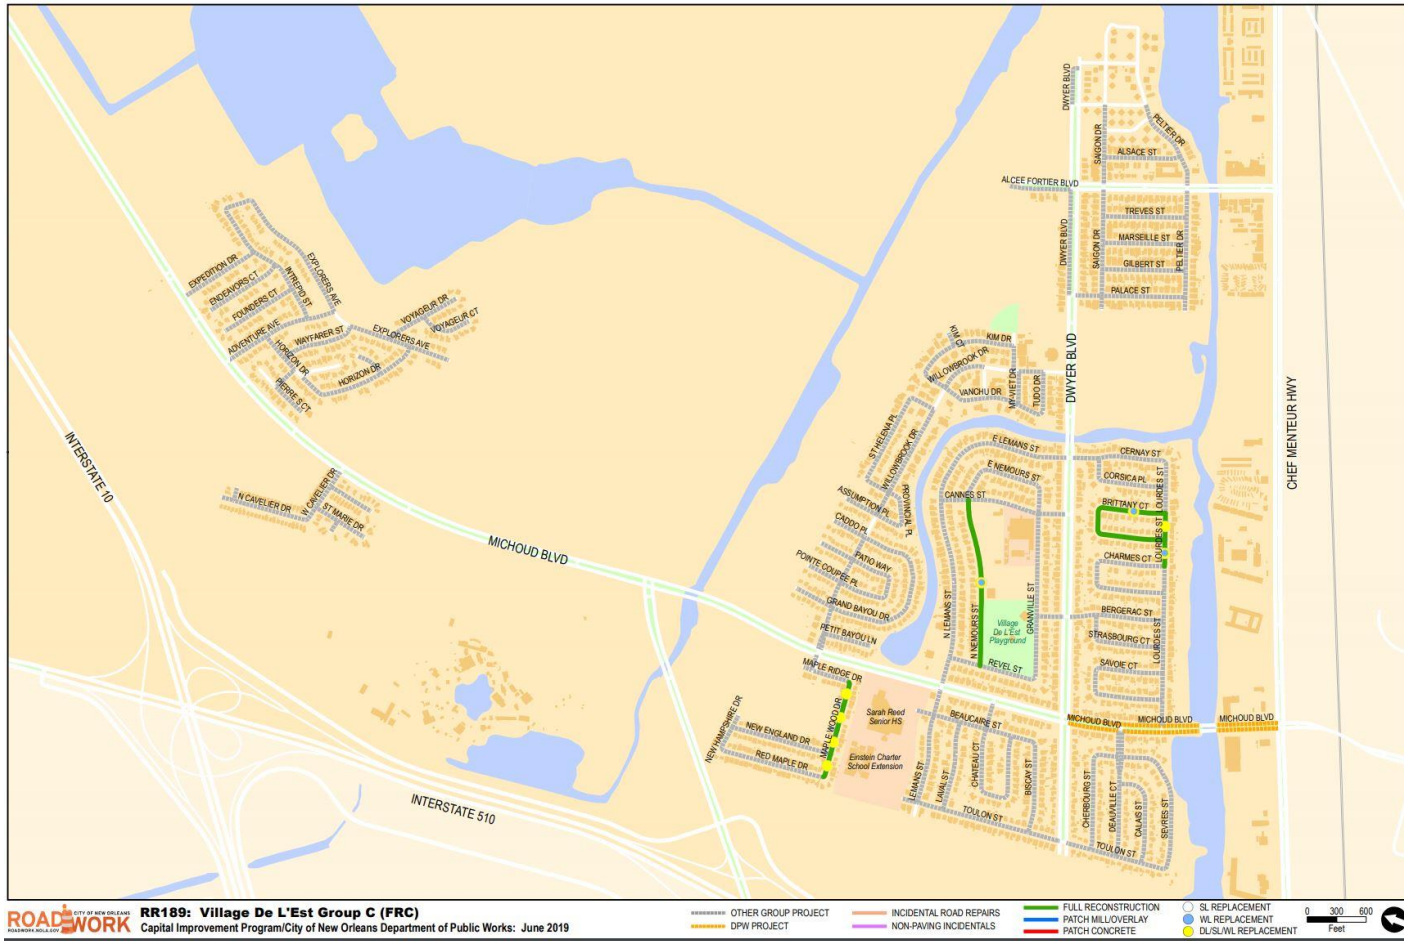 DWYER BLVD
SAIGON DR
PELTIER DR
ALSACE ST
ALCEE FORTIER BLVD
TREVES ST
DWYER BLVD
SAIGON DR
MARSEILLE ST
PELTIER DR
GILBERT ST
PALACE ST
EXPEDITION DR
EXPLORERS AVE
ENDEAVORS CT
INTREPID ST
FOUNDERS CT
ADVENTURE AVE
WAYFARER ST
VOYAGEUR DR
VOYAGEUR CT
EXPLORERS AVE
HORIZON DR
HORIZON DR
PIERRE S CT
KIM CT
KIM DR
WILLOWBROOK DR
VANCHU DR
MY-VIET DR
TUDO DR
DWYER BLVD
CHEF MENTEUR HWY
INTERSTATE 10
N CAVELIER DR
W CAVELIER DR
ST MARIE DR
MICHOUD BLVD
ST HELENA PL
WILLOWBROOK DR
PROVINCIAL PL
ASSUMPTION PL
CADDO PL
PATIO WAY
POINTE COUPEE PL
GRAND BAYOU DR
PETIT BAYOU LN
E LEMANS ST
E NEMOURS ST
CANNES ST
CERNAY ST
CORSICA PL
LOURDES ST
BRITTANY CT
LOURDES ST
CHARMES CT
N LEMANS ST
N NEMOURS ST
GRANVILLE ST
Village
De L'Est
Playground
REVEL ST
BERGERAC ST
STRASBOURG CT
LOURDES ST
SAVOIE CT
MAPLE RIDGE DR
NEW HAMPSHIRE DR
NEW ENGLAND DR
MAPLE WOOD DR
RED MAPLE DR
Sarah Reed
Senior HS
Einstein Charter
School Extension
BEAUCAIRE ST
MICHOUD BLVD
MICHOUD BLVD
MICHOUD BLVD
LEMANS ST
LAVAL ST
CHATEAU CT
BISCAY ST
TOULON ST
CHERBOURG ST
DEAUVILLE CT
CALAIS ST
SEVRES ST
TOULON ST
INTERSTATE 510
ROADWORK
CITY OF NEW ORLEANS
ROADWORK.NOLA.GOV
RR189: Village De L'Est Group C (FRC)
Capital Improvement Program/City of New Orleans Department of Public Works: June 2019
OTHER GROUP PROJECT
DPW PROJECT
INCIDENTAL ROAD REPAIRS
NON-PAVING INCIDENTALS
FULL RECONSTRUCTION
PATCH MILL/OVERLAY
PATCH CONCRETE
SL REPLACEMENT
WL REPLACEMENT
DL/SL/WL REPLACEMENT
0 300 600
Feet